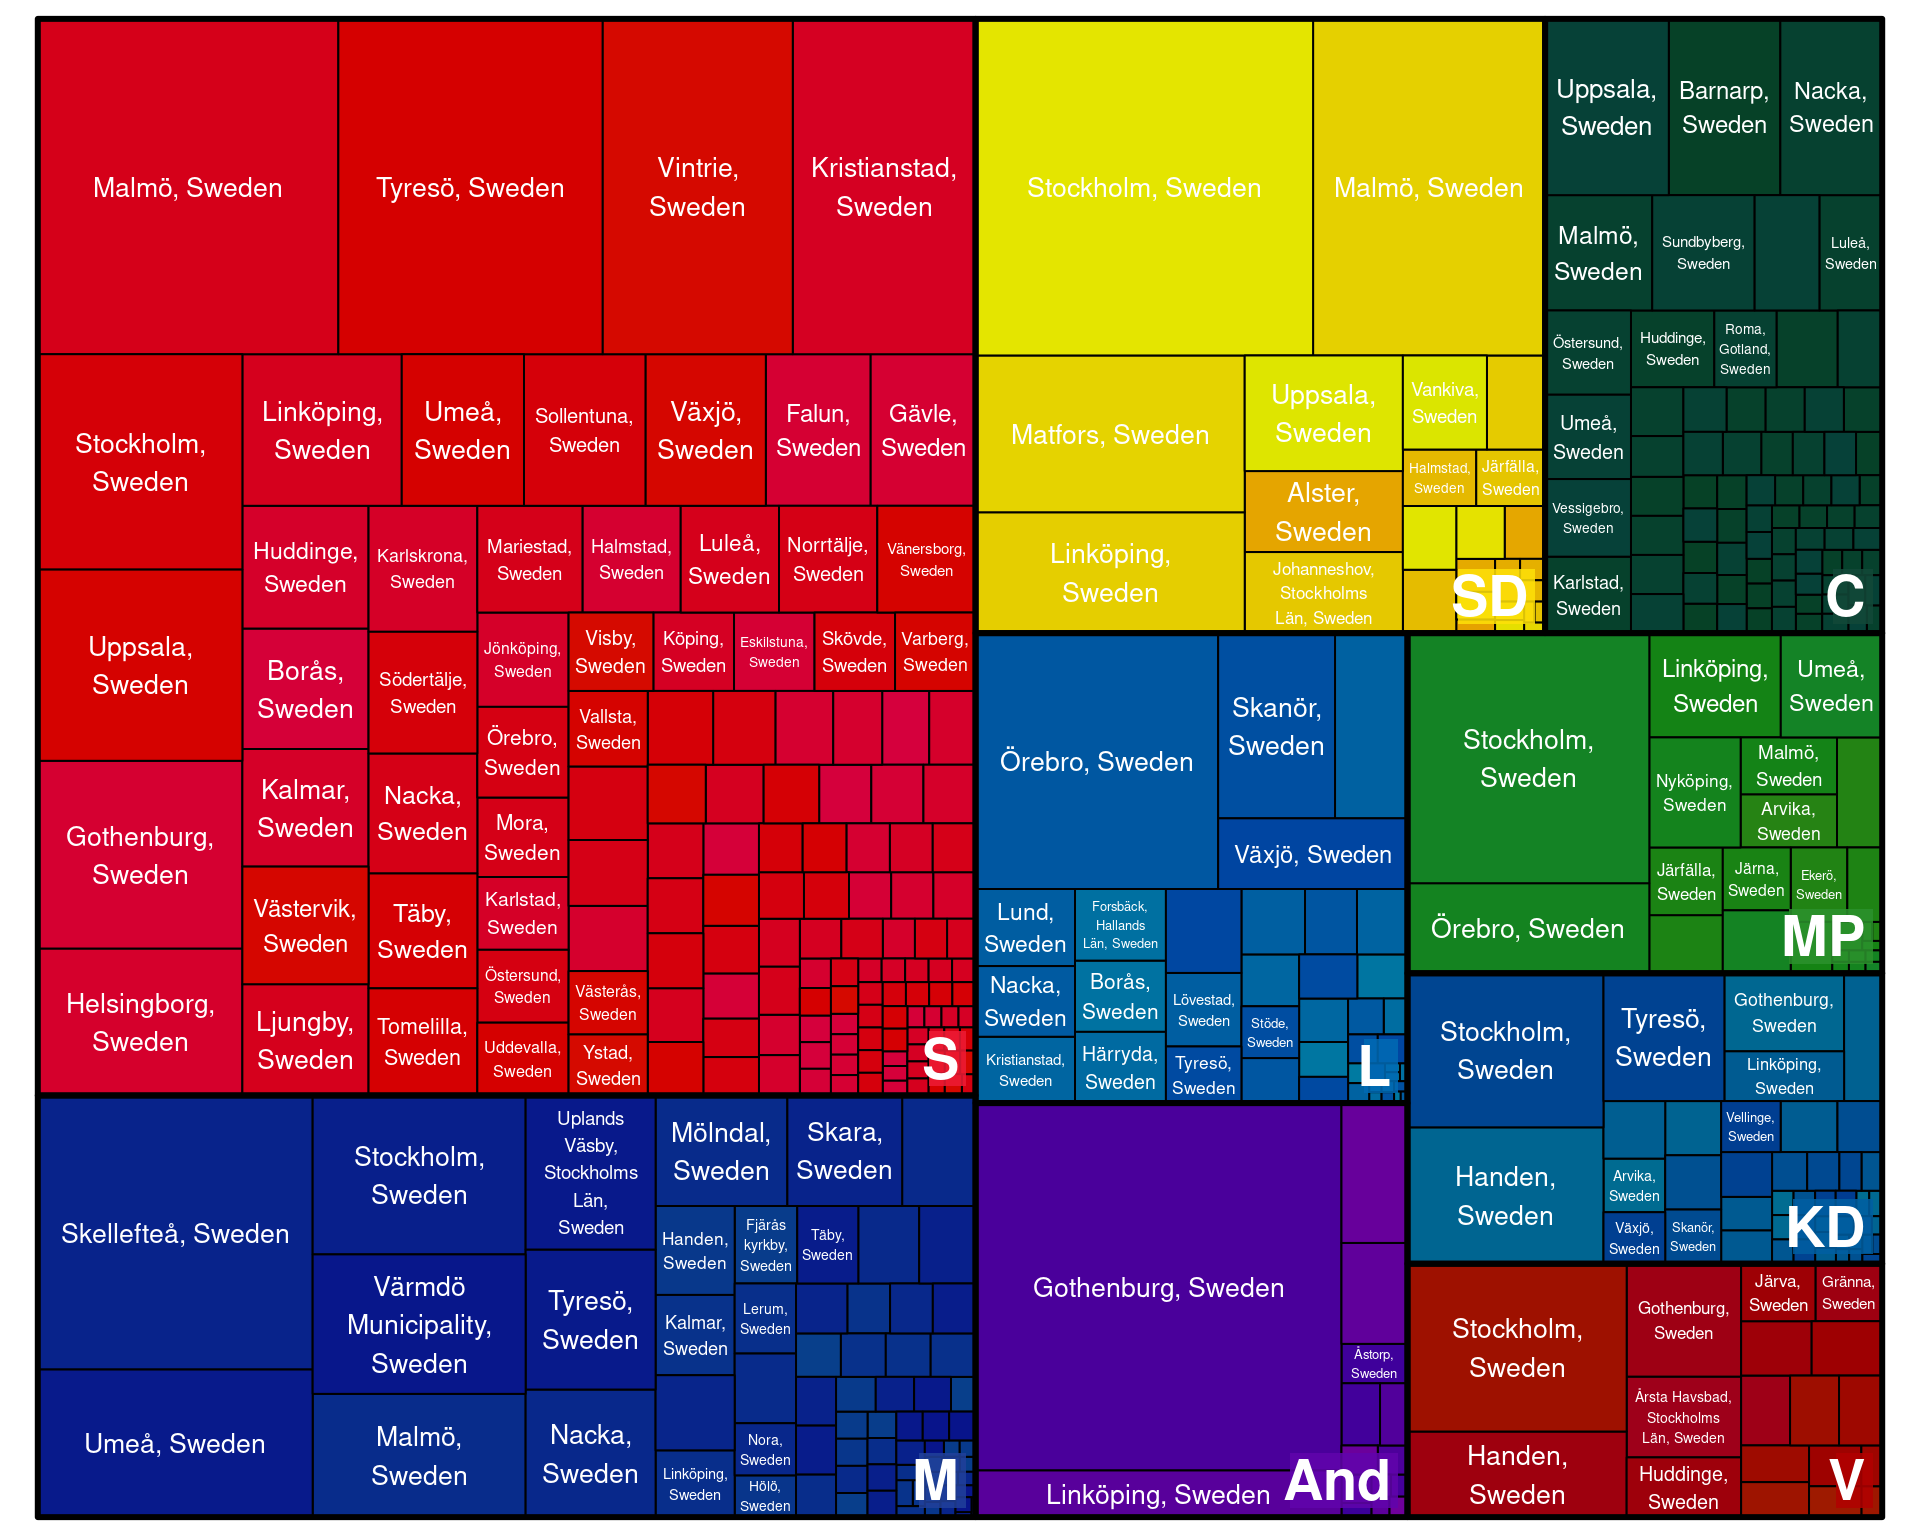 Malmö, Sweden
Tyresö, Sweden
Vintrie,
Sweden
Kristianstad,
Sweden
Stockholm,
Sweden
Uppsala,
Sweden
Gothenburg,
Sweden
Helsingborg,
Sweden
Linköping,
Sweden
Umeå,
Sweden
Sollentuna,
Sweden
Växjö,
Sweden
Falun,
Sweden
Gävle,
Sweden
Huddinge,
Sweden
Borås,
Sweden
Kalmar,
Sweden
Västervik,
Sweden
Ljungby,
Sweden
Karlskrona,
Sweden
Södertälje,
Sweden
Nacka,
Sweden
Täby,
Sweden
Tomelilla,
Sweden
Mariestad,
Sweden
Halmstad,
Sweden
Luleå,
Sweden
Norrtälje,
Sweden
Vänersborg,
Sweden
Jönköping,
Sweden
Örebro,
Sweden
Mora,
Sweden
Karlstad,
Sweden
Östersund,
Sweden
Uddevalla,
Sweden
Visby,
Sweden
Köping,
Sweden
Eskilstuna,
Sweden
Skövde,
Sweden
Varberg,
Sweden
Vallsta,
Sweden
Västerås,
Sweden
Ystad,
Sweden
S
Skellefteå, Sweden
Umeå, Sweden
Stockholm,
Sweden
Värmdö
Municipality,
Sweden
Malmö,
Sweden
Uplands
Väsby,
Stockholms
Län,
Sweden
Tyresö,
Sweden
Nacka,
Sweden
Mölndal,
Sweden
Skara,
Sweden
Handen,
Sweden
Kalmar,
Sweden
Linköping,
Sweden
Fjärås
kyrkby,
Sweden
Täby,
Sweden
Lerum,
Sweden
Nora,
Sweden
Hölö,
Sweden
M
Stockholm, Sweden
Malmö, Sweden
Matfors, Sweden
Linköping,
Sweden
Uppsala,
Sweden
Alster,
Sweden
Johanneshov,
Stockholms
Län, Sweden
Vankiva,
Sweden
Halmstad,
Sweden
Järfälla,
Sweden
SD
Uppsala,
Sweden
Barnarp,
Sweden
Nacka,
Sweden
Malmö,
Sweden
Sundbyberg,
Sweden
Luleå,
Sweden
Östersund,
Sweden
Huddinge,
Sweden
Roma,
Gotland,
Sweden
Umeå,
Sweden
Vessigebro,
Sweden
Karlstad,
Sweden
C
Örebro, Sweden
Skanör,
Sweden
Växjö, Sweden
Lund,
Sweden
Nacka,
Sweden
Kristianstad,
Sweden
Forsbäck,
Hallands
Län, Sweden
Borås,
Sweden
Härryda,
Sweden
Lövestad,
Sweden
Tyresö,
Sweden
Stöde,
Sweden
L
Stockholm,
Sweden
Örebro, Sweden
Linköping,
Sweden
Umeå,
Sweden
Nyköping,
Sweden
Malmö,
Sweden
Arvika,
Sweden
Järfälla,
Sweden
Järna,
Sweden
Ekerö,
Sweden
MP
Gothenburg, Sweden
Linköping, Sweden
Åstorp,
Sweden
And
Stockholm,
Sweden
Handen,
Sweden
Tyresö,
Sweden
Gothenburg,
Sweden
Linköping,
Sweden
Arvika,
Sweden
Växjö,
Sweden
Skanör,
Sweden
Vellinge,
Sweden
KD
Stockholm,
Sweden
Handen,
Sweden
Gothenburg,
Sweden
Årsta Havsbad,
Stockholms
Län, Sweden
Huddinge,
Sweden
Järva,
Sweden
Gränna,
Sweden
V